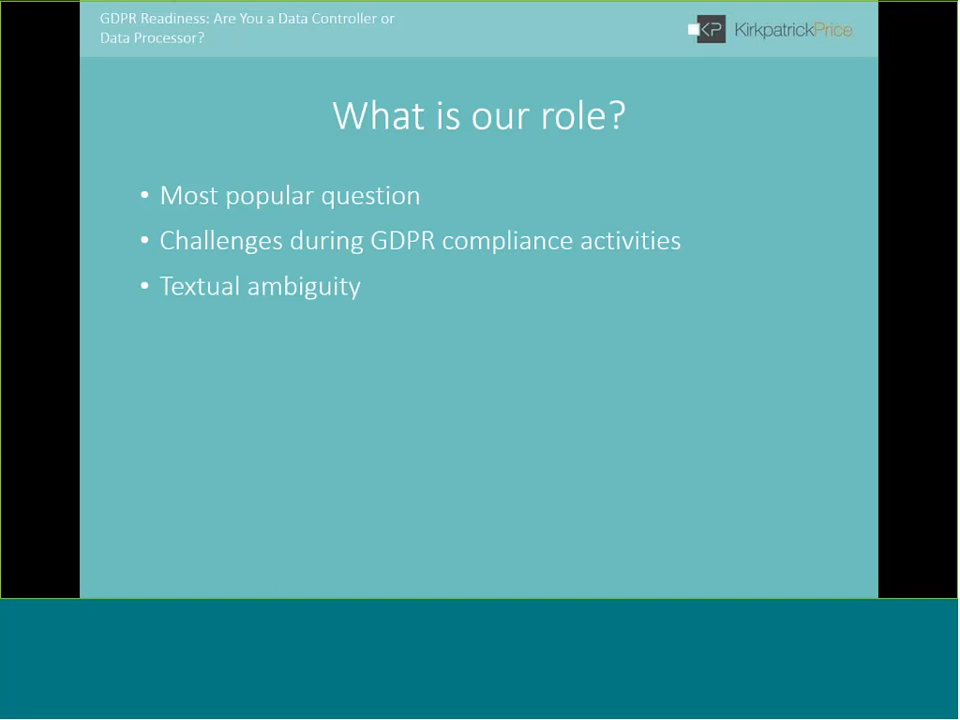 GDPR Readiness: Are You a Data Controller or
Data Processor?
KP KirkpatrickPrice
What is our role?
• Most popular question
• Challenges during GDPR compliance activities
• Textual ambiguity